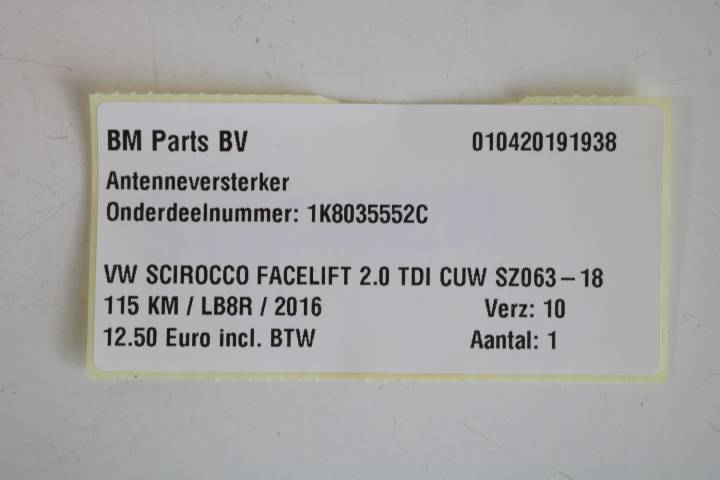 BM Parts BV 010420191938
Antenneversterker
Onderdeelnummer: 1K8035552C
VW SCIROCCO FACELIFT 2.0 TDI CUW SZ063-18
115 KM / LB8R / 2016 Verz: 10
12.50 Euro incl. BTW Aantal: 1